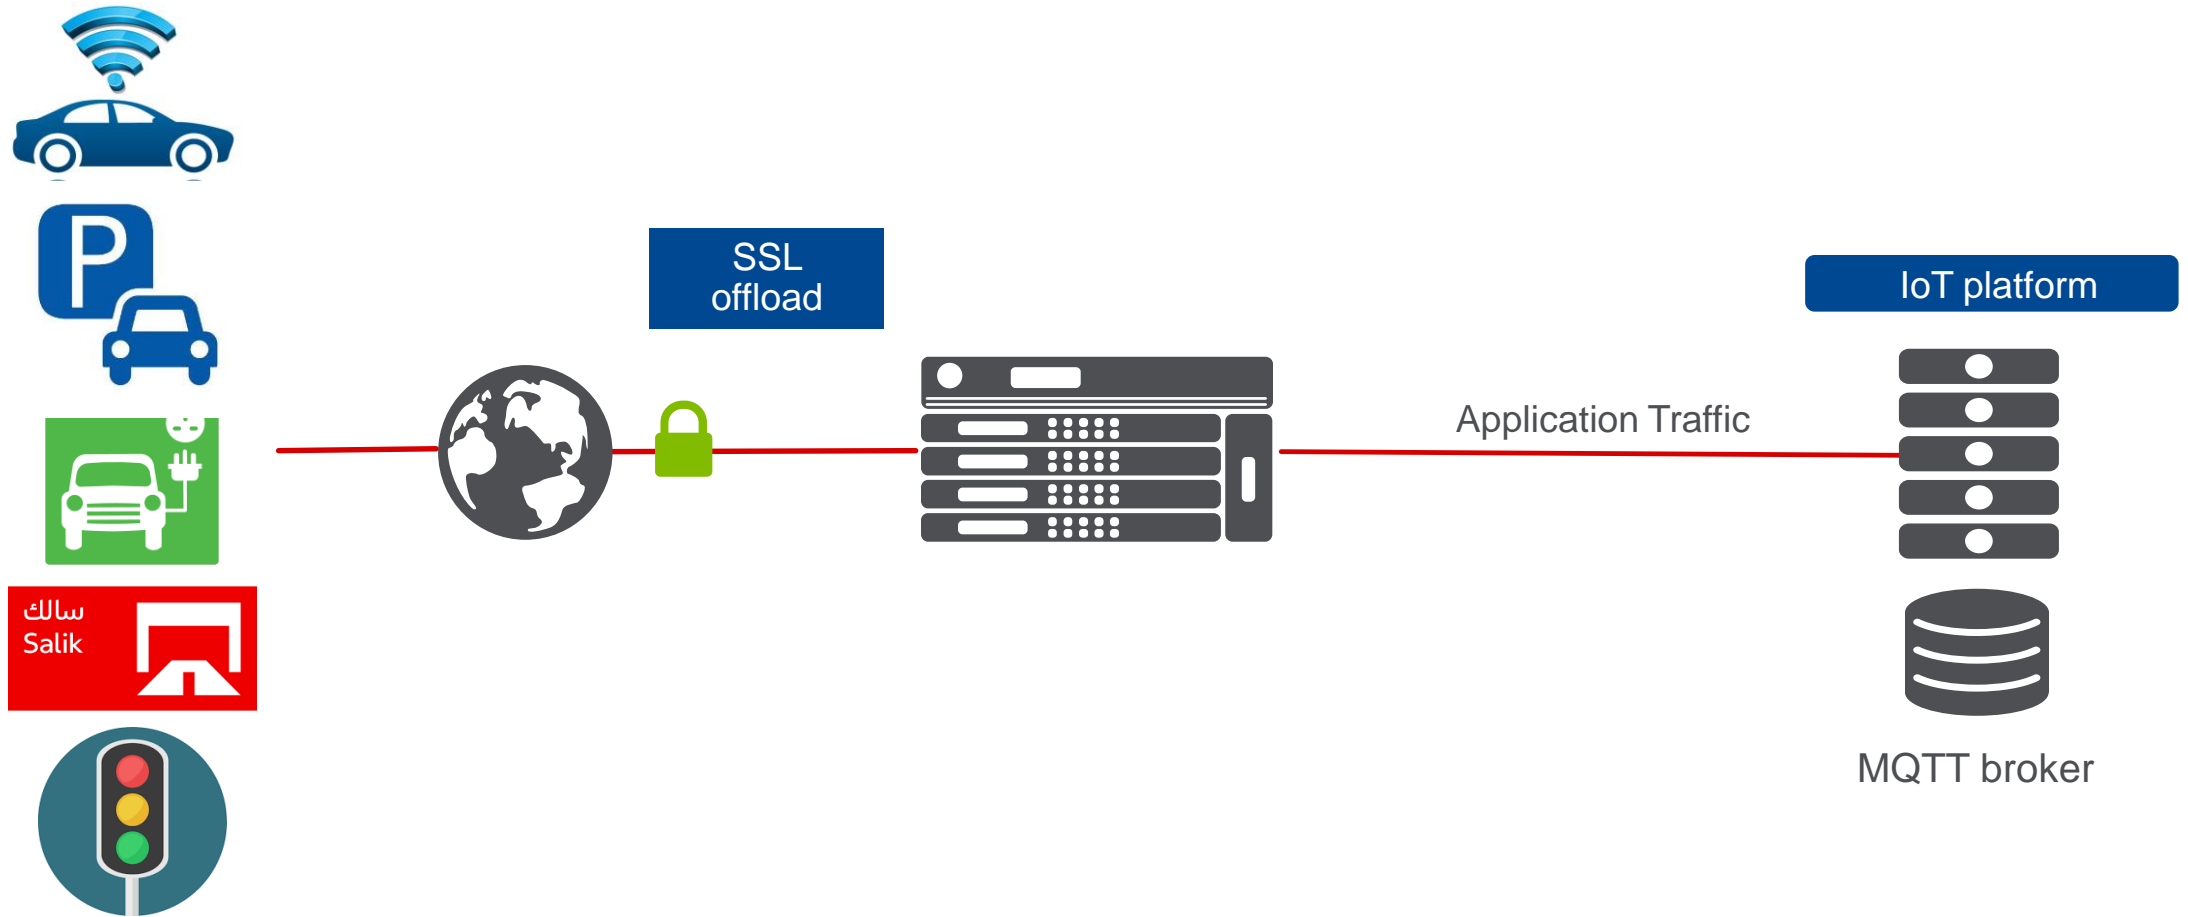 P
SSL
offload
IoT platform
Application Traffic
سالك
Salik
MQTT broker